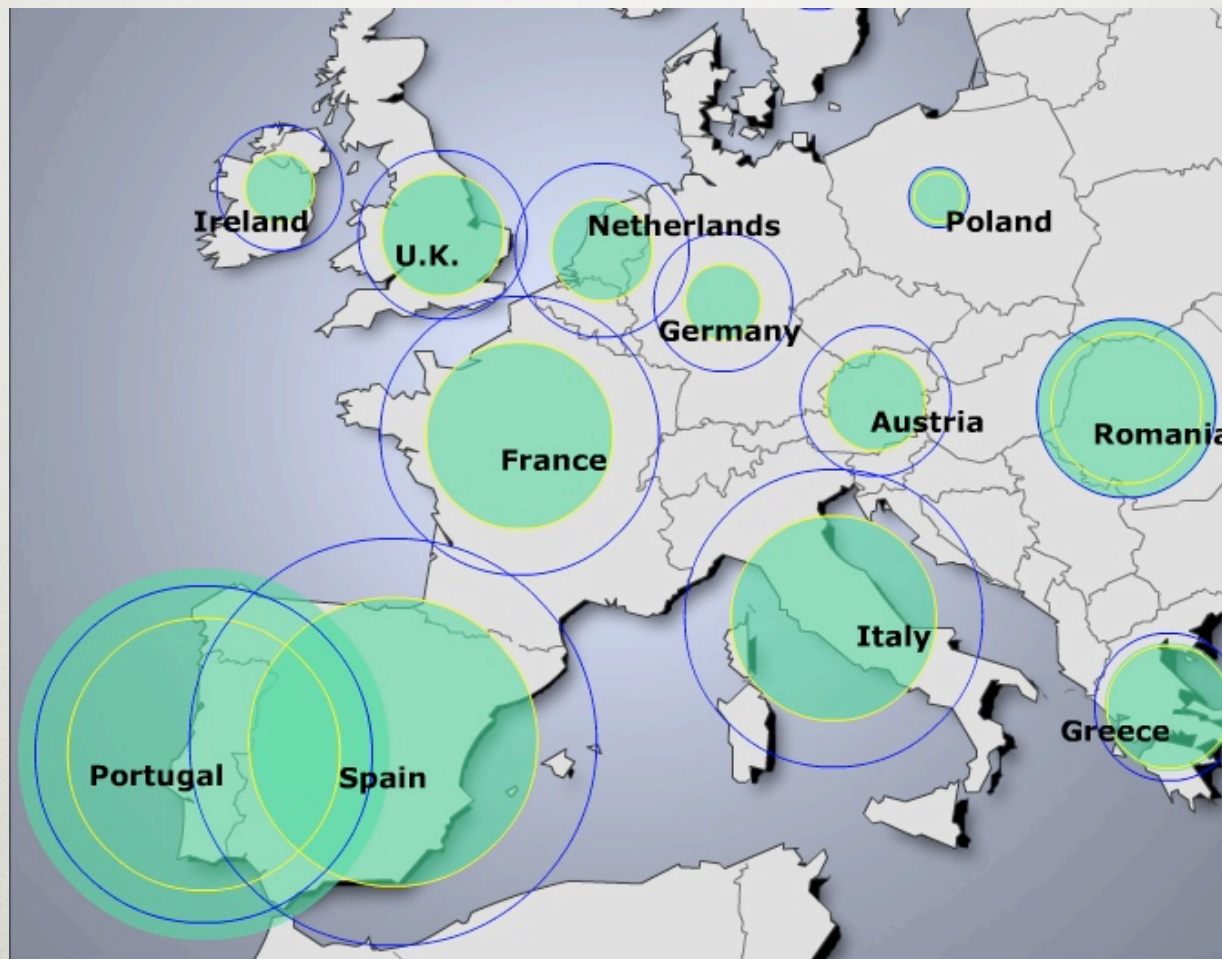 Ireland
U.K.
Netherlands
Poland
Germany
Austria
Romania
France
Italy
Greece
Portugal
Spain